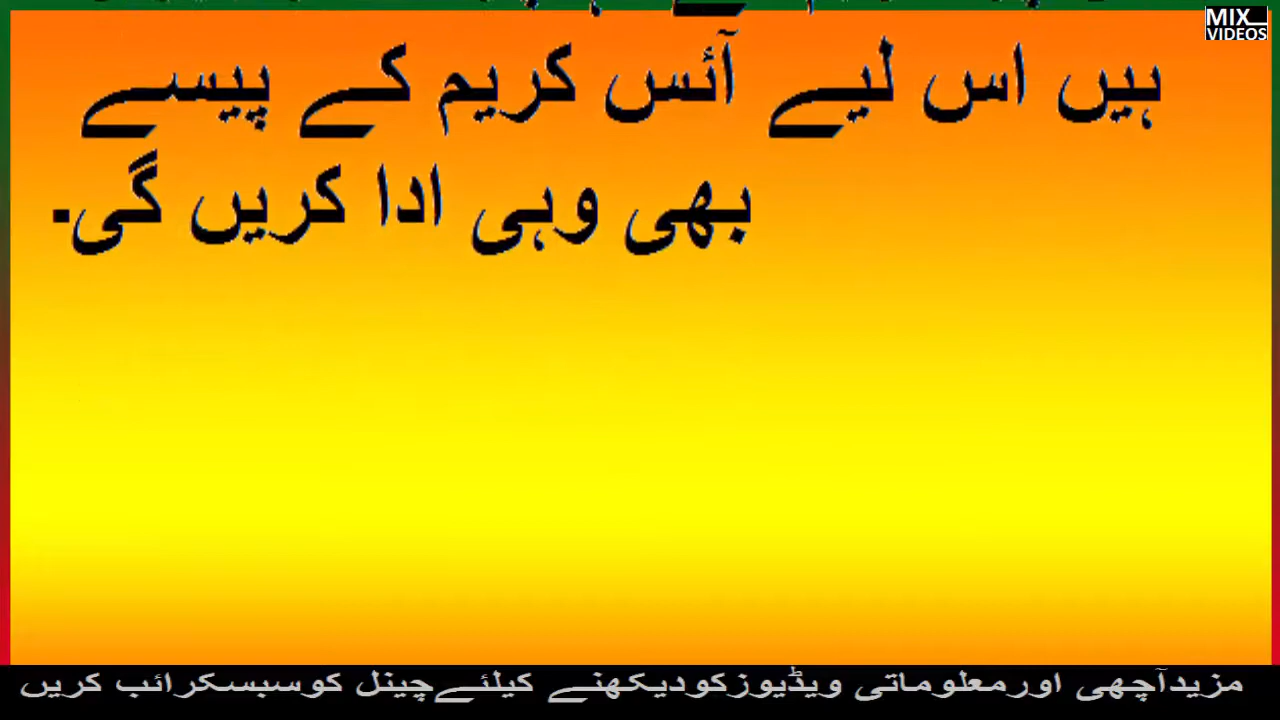 MIX
VIDEOS
ہیں اس لیے آئس کریم کے پیسے
بھی وہی ادا کریں گی۔
مزیدآچھی اورمعلوماتی ویڈیوزکودیکھنے کیلئےچینل کوسبسکرائب کریں